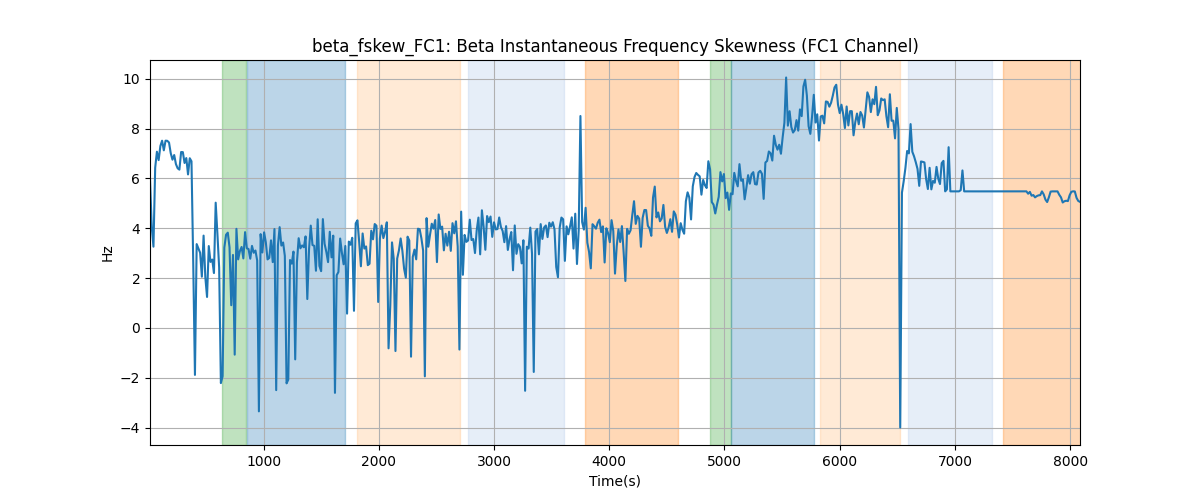 beta_fskew_FC1: Beta Instantaneous Frequency Skewness (FC1 Channel)
10
8
6
4
2
0
−2
−4
Hz
1000 2000 3000 4000 5000 6000 7000 8000
Time(s)